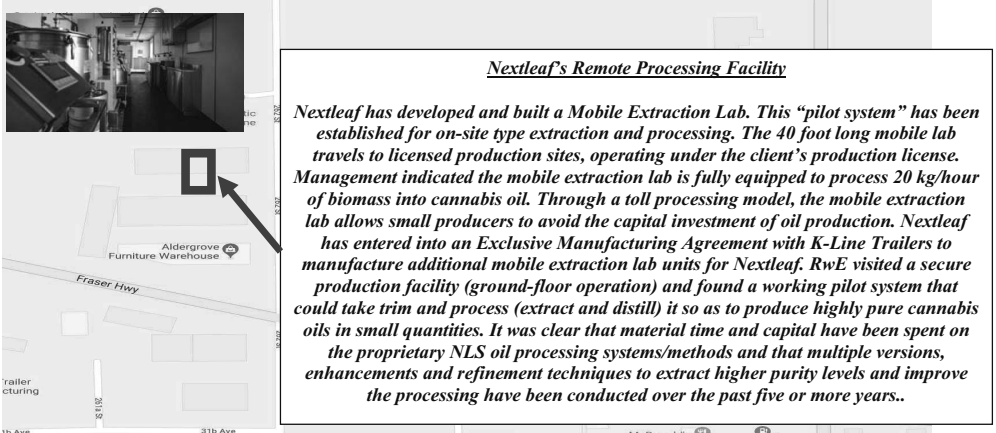 Nextleaf's Remote Processing Facility
Nextleaf has developed and built a Mobile Extraction Lab. This “pilot system” has been
established for on-site type extraction and processing. The 40 foot long mobile lab
travels to licensed production sites, operating under the client's production license.
Management indicated the mobile extraction lab is fully equipped to process 20 kg/hour
of biomass into cannabis oil. Through a toll processing model, the mobile extraction
lab allows small producers to avoid the capital investment of oil production. Nextleaf
has entered into an Exclusive Manufacturing Agreement with K-Line Trailers to
manufacture additional mobile extraction lab units for Nextleaf. RwE visited a secure
production facility (ground-floor operation) and found a working pilot system that
could take trim and process (extract and distill) it so as to produce highly pure cannabis
oils in small quantities. It was clear that material time and capital have been spent on
the proprietary NLS oil processing systems/methods and that multiple versions,
enhancements and refinement techniques to extract higher purity levels and improve
the processing have been conducted over the past five or more years..
262 St
Aldergrove
Furniture Warehouse
Fraser Hwy
261a St
31b Ave